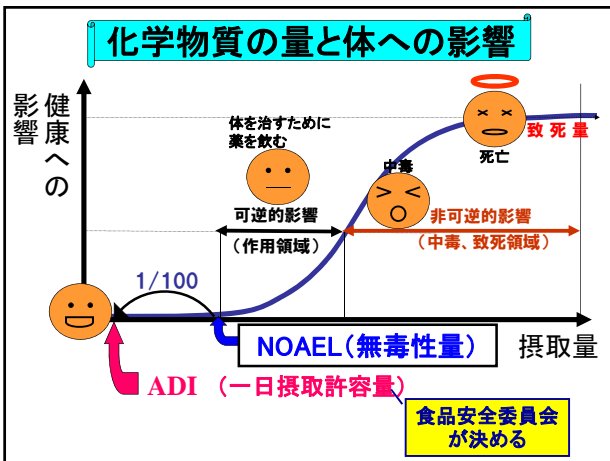 化学物質の量と体への影響
健康への
影響
体を治すために
薬を飲む
中毒
死亡
致死量
可逆的影響
(作用領域)
非可逆的影響
(中毒、致死領域)
1/100
NOAEL(無毒性量)
摂取量
ADI (一日摂取許容量)
食品安全委員会
が決める